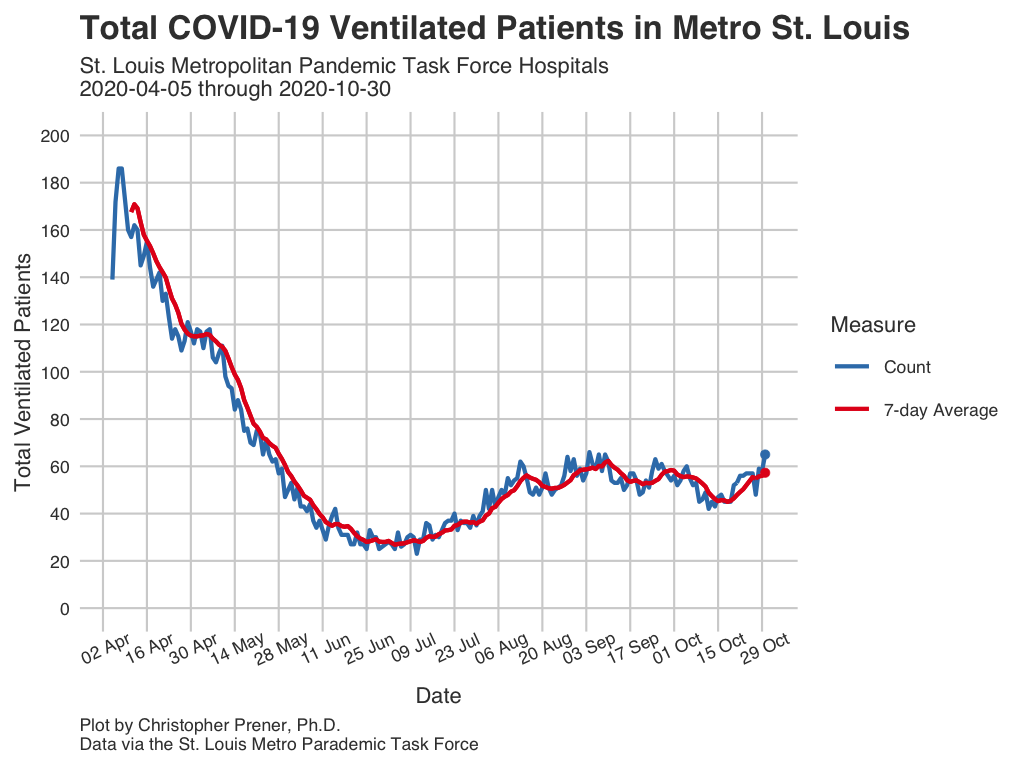 Total COVID-19 Ventilated Patients in Metro St. Louis
St. Louis Metropolitan Pandemic Task Force Hospitals
2020-04-05 through 2020-10-30
Total Ventilated Patients
200
180
160
140
120
100
80
60
40
20
0
02 Apr
16 Apr
30 Apr
14 May
28 May
11 Jun
25 Jun
09 Jul
23 Jul
06 Aug
20 Aug
03 Sep
17 Sep
01 Oct
15 Oct
29 Oct
Date
Measure
Count
7-day Average
Plot by Christopher Prener, Ph.D.
Data via the St. Louis Metro Parademic Task Force